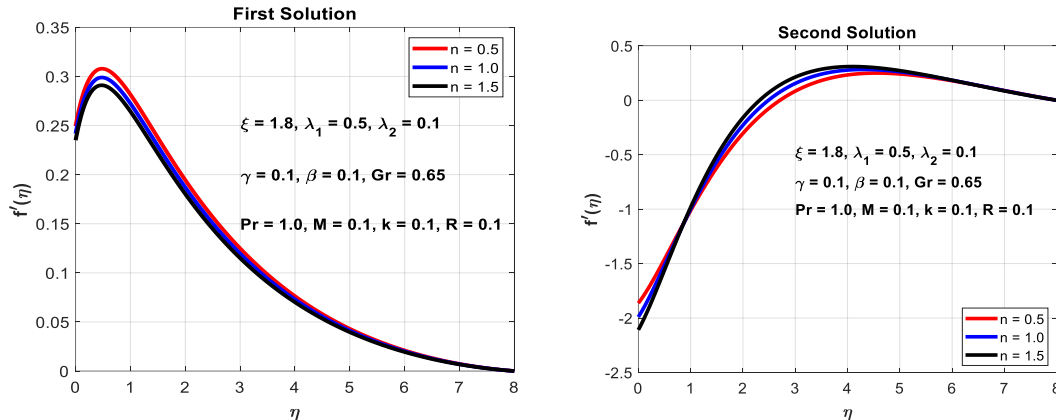 First Solution
0.35
0.3
0.25
0.2
0.15
0.1
0.05
0
0 1 2 3 4 5 6 7 8
η
f'(η)
n = 0.5
n = 1.0
n = 1.5
ξ = 1.8, λ₁ = 0.5, λ₂ = 0.1
γ = 0.1, β = 0.1, Gr = 0.65
Pr = 1.0, M = 0.1, k = 0.1, R = 0.1
Second Solution
0.5
0
-0.5
-1
-1.5
-2
-2.5
0 1 2 3 4 5 6 7 8
η
f'(η)
ξ = 1.8, λ₁ = 0.5, λ₂ = 0.1
γ = 0.1, β = 0.1, Gr = 0.65
Pr = 1.0, M = 0.1, k = 0.1, R = 0.1
n = 0.5
n = 1.0
n = 1.5